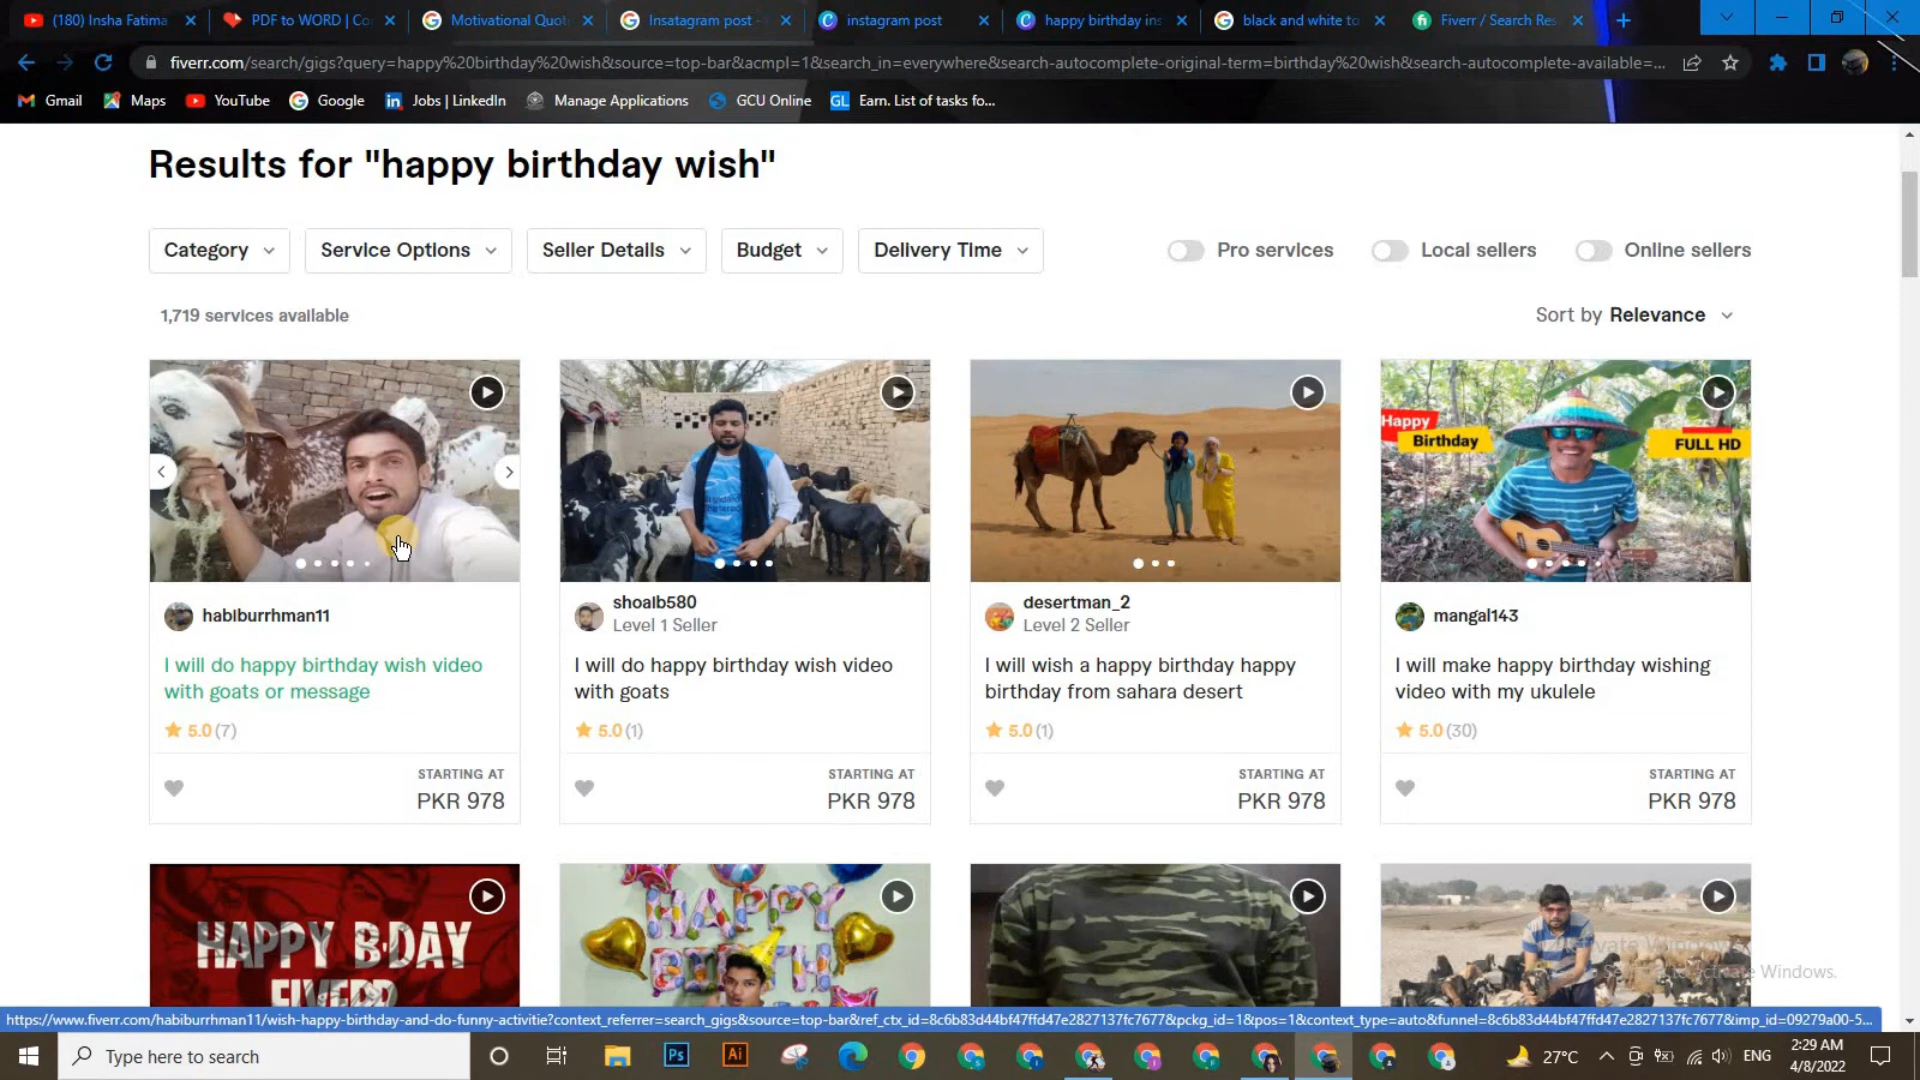 (180) Insha Fatima
PDF to WORD | Co
Motivational Quot
Insatagram post -
instagram post
happy birthday ins
black and white to
Fiverr / Search Res
fiverr.com/search/gigs?query=happy%20birthday%20wish&source=top-bar&acmpl=1&search_in=everywhere&search-autocomplete-original-term=birthday%20wish&search-autocomplete-available=...
Gmail
Maps
YouTube
Google
Jobs | LinkedIn
Manage Applications
GCU Online
GL Earn. List of tasks fo...
Results for "happy birthday wish"
Category
Service Options
Seller Details
Budget
Delivery Time
Pro services
Local sellers
Online sellers
1,719 services available
Sort by Relevance
Happy
Birthday
FULL HD
habiburrhman11
I will do happy birthday wish video
with goats or message
5.0 (7)
STARTING AT
PKR 978
shoaib580
Level 1 Seller
I will do happy birthday wish video
with goats
5.0 (1)
STARTING AT
PKR 978
desertman_2
Level 2 Seller
I will wish a happy birthday happy
birthday from sahara desert
5.0 (1)
STARTING AT
PKR 978
mangal143
I will make happy birthday wishing
video with my ukulele
5.0 (30)
STARTING AT
PKR 978
HAPPY B-DAY
FIVERR
HAPPY
BIRTH
Activate Windows
Windows.
https://www.fiverr.com/habiburrhman11/wish-happy-birthday-and-do-funny-activitie?context_referrer=search_gigs&source=top-bar&ref_ctx_id=8c6b83d44bf47ffd47e2827137fc7677&pckg_id=1&pos=1&context_type=auto&funnel=8c6b83d44bf47ffd47e2827137fc7677&imp_id=09279a00-5...
Type here to search
Ps
Ai
27°C
ENG
2:29 AM
4/8/2022